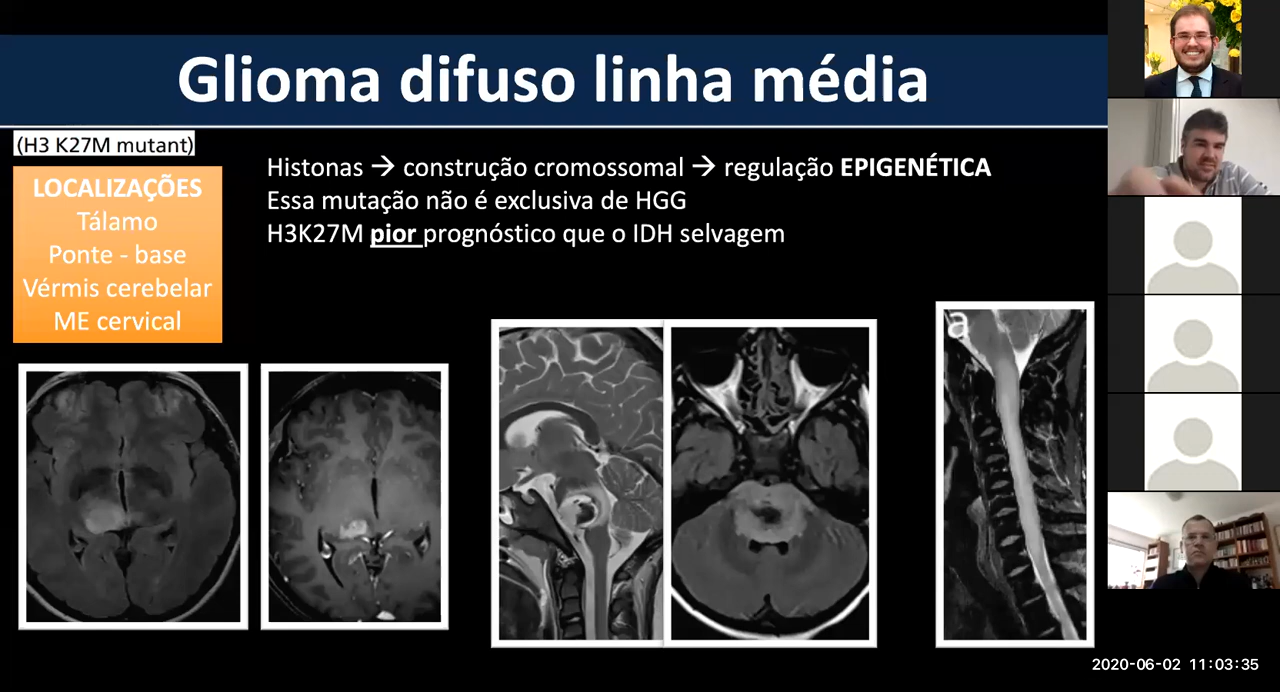 Glioma difuso linha média
(H3 K27M mutant)
LOCALIZAÇÕES
Tálamo
Ponte - base
Vérmis cerebelar
ME cervical
Histonas → construção cromossomal → regulação EPIGENÉTICA
Essa mutação não é exclusiva de HGG
H3K27M pior prognóstico que o IDH selvagem
a
2020-06-02 11:03:35